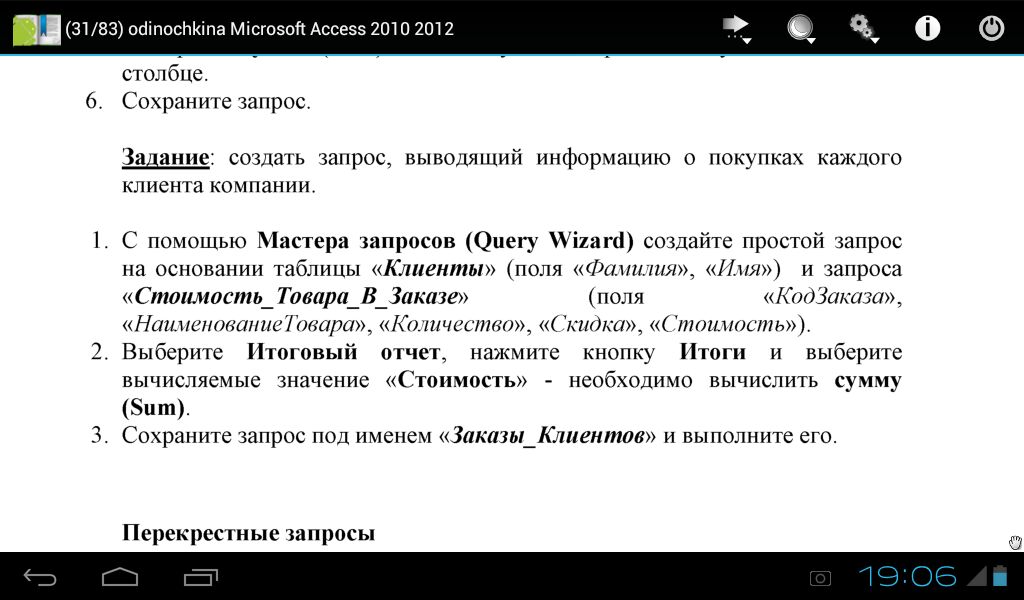 (31/83) odinochkina Microsoft Access 2010 2012
столбце.
6. Сохраните запрос.
Задание: создать запрос, выводящий информацию о покупках каждого
клиента компании.
1. С помощью Мастера запросов (Query Wizard) создайте простой запрос
на основании таблицы «Клиенты» (поля «Фамилия», «Имя») и запроса
«Стоимость_Товара_В_Заказе» (поля «КодЗаказа»,
«НаименованиеТовара», «Количество», «Скидка», «Стоимость»).
2. Выберите Итоговый отчет, нажмите кнопку Итоги и выберите
вычисляемые значение «Стоимость» - необходимо вычислить сумму
(Sum).
3. Сохраните запрос под именем «Заказы_Клиентов» и выполните его.
Перекрестные запросы
19:06